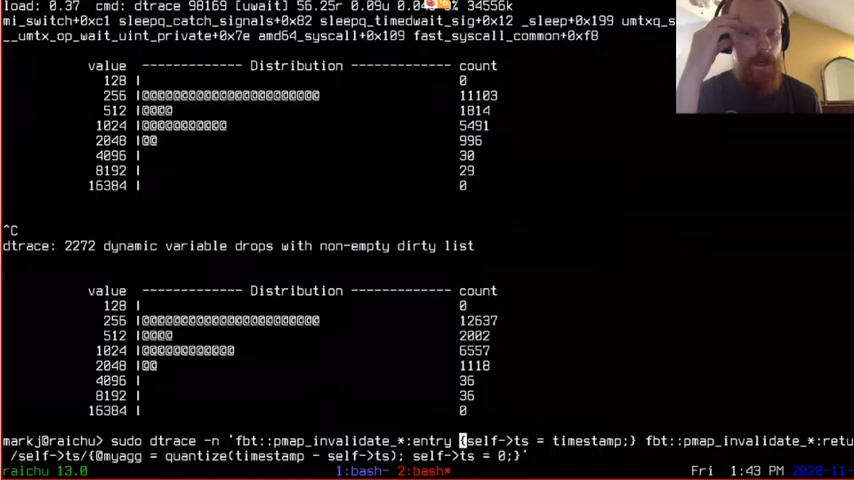 load: 0.37 cmd: dtrace 98169 [uwait] 56.25r 0.09u 0.04s 0% 34556k
mi_switch+0xc1 sleepq_catch_signals+0x82 sleepq_timedwait_sig+0x12 _sleep+0x199 umtxq_s
__umtx_op_wait_uint_private+0x7e amd64_syscall+0x109 fast_syscall_common+0xf8
value ------------- Distribution ------------- count
128 | 0
256 |@@@@@@@@@@@@@@@@@@@@@@@ 11103
512 |@@@@ 1814
1024 |@@@@@@@@@@@ 5491
2048 |@@ 996
4096 | 30
8192 | 29
16384 | 0
^C
dtrace: 2272 dynamic variable drops with non-empty dirty list
value ------------- Distribution ------------- count
128 | 0
256 |@@@@@@@@@@@@@@@@@@@@@@@ 12637
512 |@@@@ 2002
1024 |@@@@@@@@@@@@ 6557
2048 |@@ 1118
4096 | 36
8192 | 36
16384 | 0
markj@raichu> sudo dtrace -n 'fbt::pmap_invalidate_*:entry {self->ts = timestamp;} fbt::pmap_invalidate_*:retu
/self->ts/{@myagg = quantize(timestamp - self->ts); self->ts = 0;}'
raichu 13.0 1:bash- 2:bash* Fri 1:43 PM 2020-11-